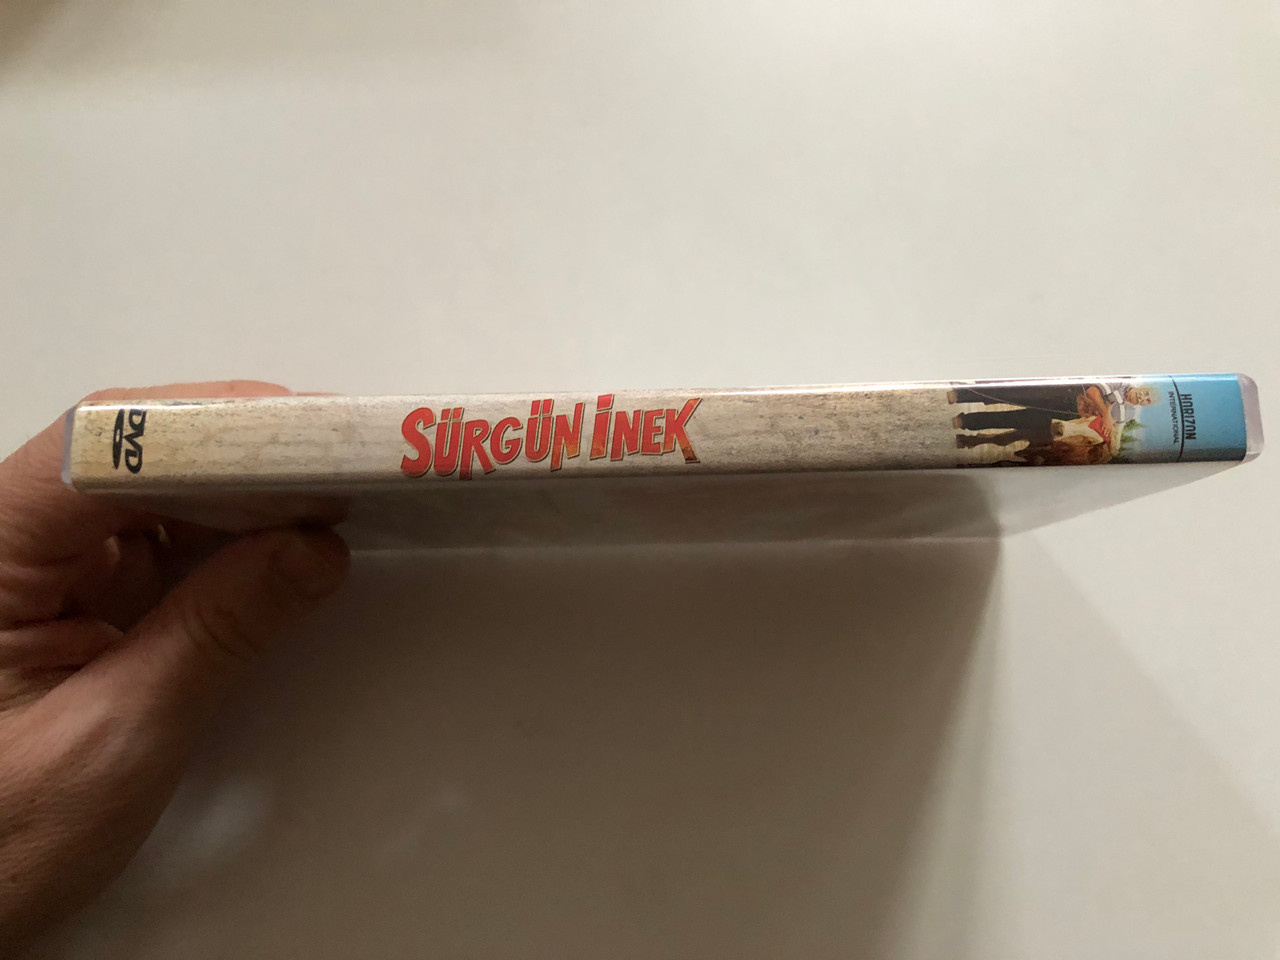 DVD
SÜRGÜN İNEK
HORIZON
INTERNATIONAL